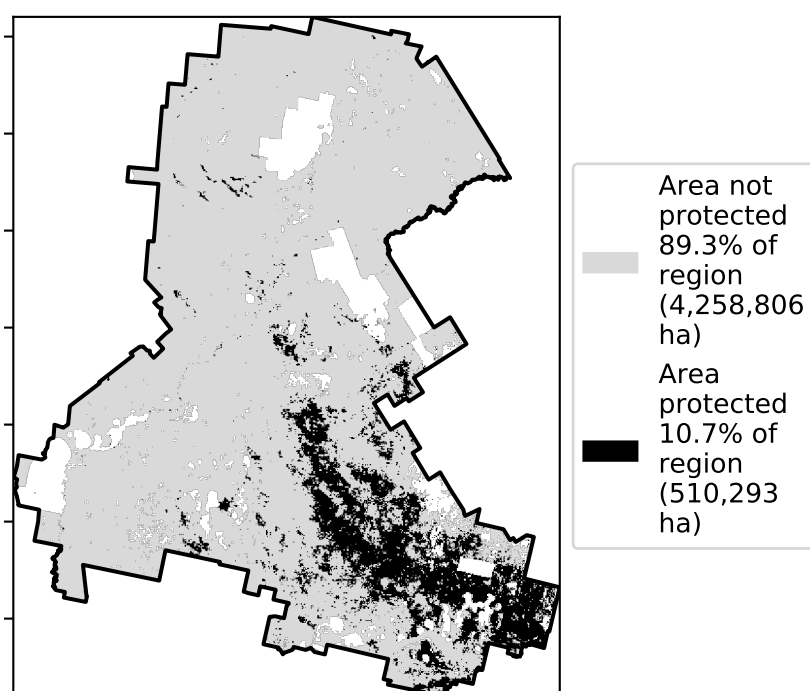 Area not
protected
89.3% of
region
(4,258,806
ha)
Area
protected
10.7% of
region
(510,293
ha)